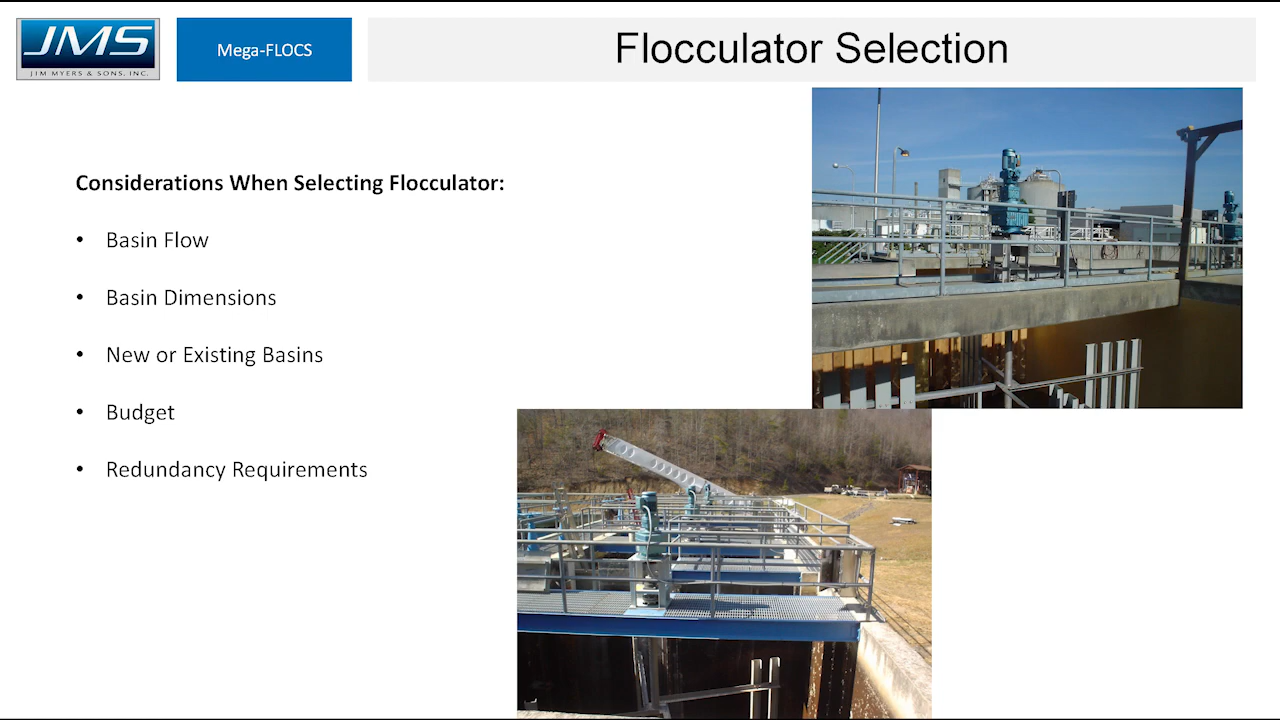 JMS
JIM MYERS & SONS, INC.
Mega-FLOCS
Flocculator Selection
Considerations When Selecting Flocculator:
• Basin Flow
• Basin Dimensions
• New or Existing Basins
• Budget
• Redundancy Requirements